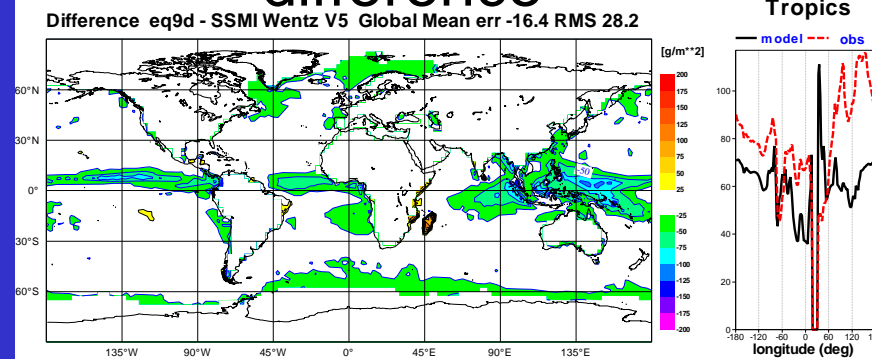 difference
Difference eq9d - SSMI Wentz V5 Global Mean err -16.4 RMS 28.2
[g/m**2]
60°N
30°N
0°
30°S
60°S
135°W 90°W 45°W 0° 45°E 90°E 135°E
-50
200
175
150
125
100
75
50
25
-25
-50
-75
-100
-125
-150
-175
-200
Tropics
model obs
100
80
60
40
20
0
-180 -120 -60 0 60 120
longitude (deg)